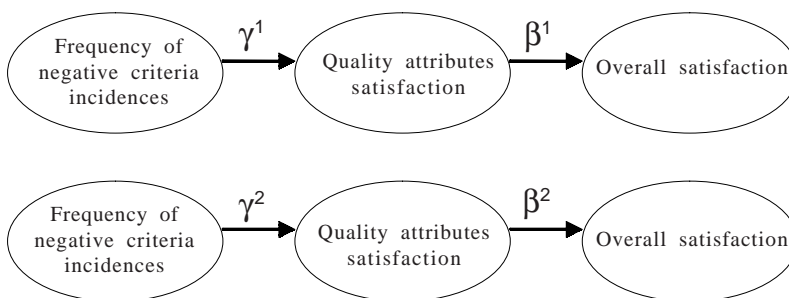 Frequency of
negative criteria
incidences
γ¹
Quality attributes
satisfaction
β¹
Overall satisfaction
Frequency of
negative criteria
incidences
γ²
Quality attributes
satisfaction
β²
Overall satisfaction